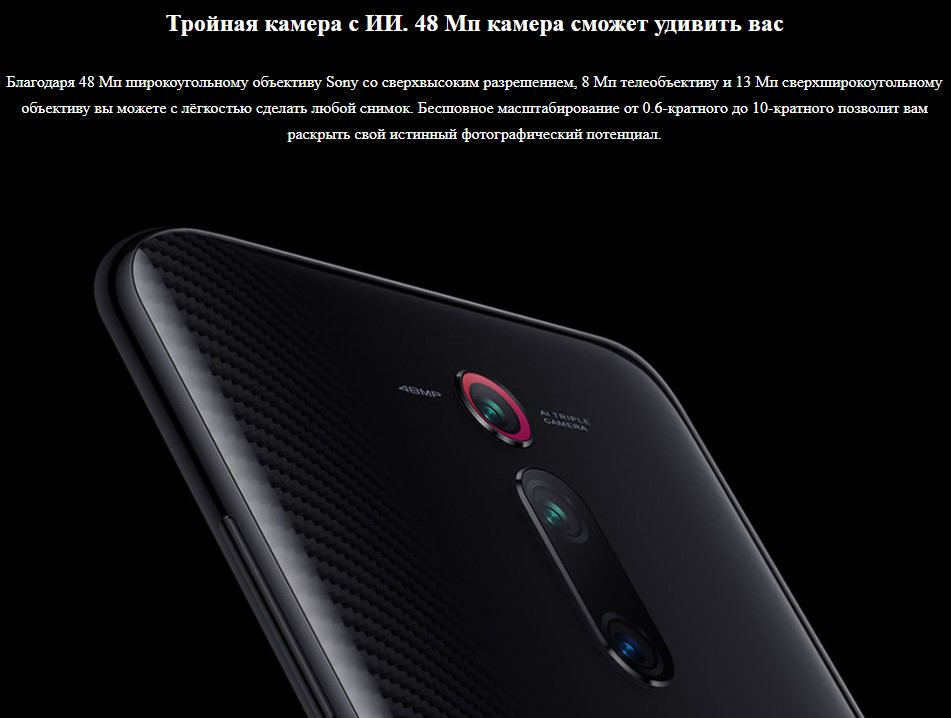 Тройная камера с ИИ. 48 Мп камера сможет удивить вас
Благодаря 48 Мп широкоугольному объективу Sony со сверхвысоким разрешением, 8 Мп телеобъективу и 13 Мп сверхширокоугольному
объективу вы можете с лёгкостью сделать любой снимок. Бесшовное масштабирование от 0.6-кратного до 10-кратного позволит вам
раскрыть свой истинный фотографический потенциал.
48MP
AI TRIPLE
CAMERA